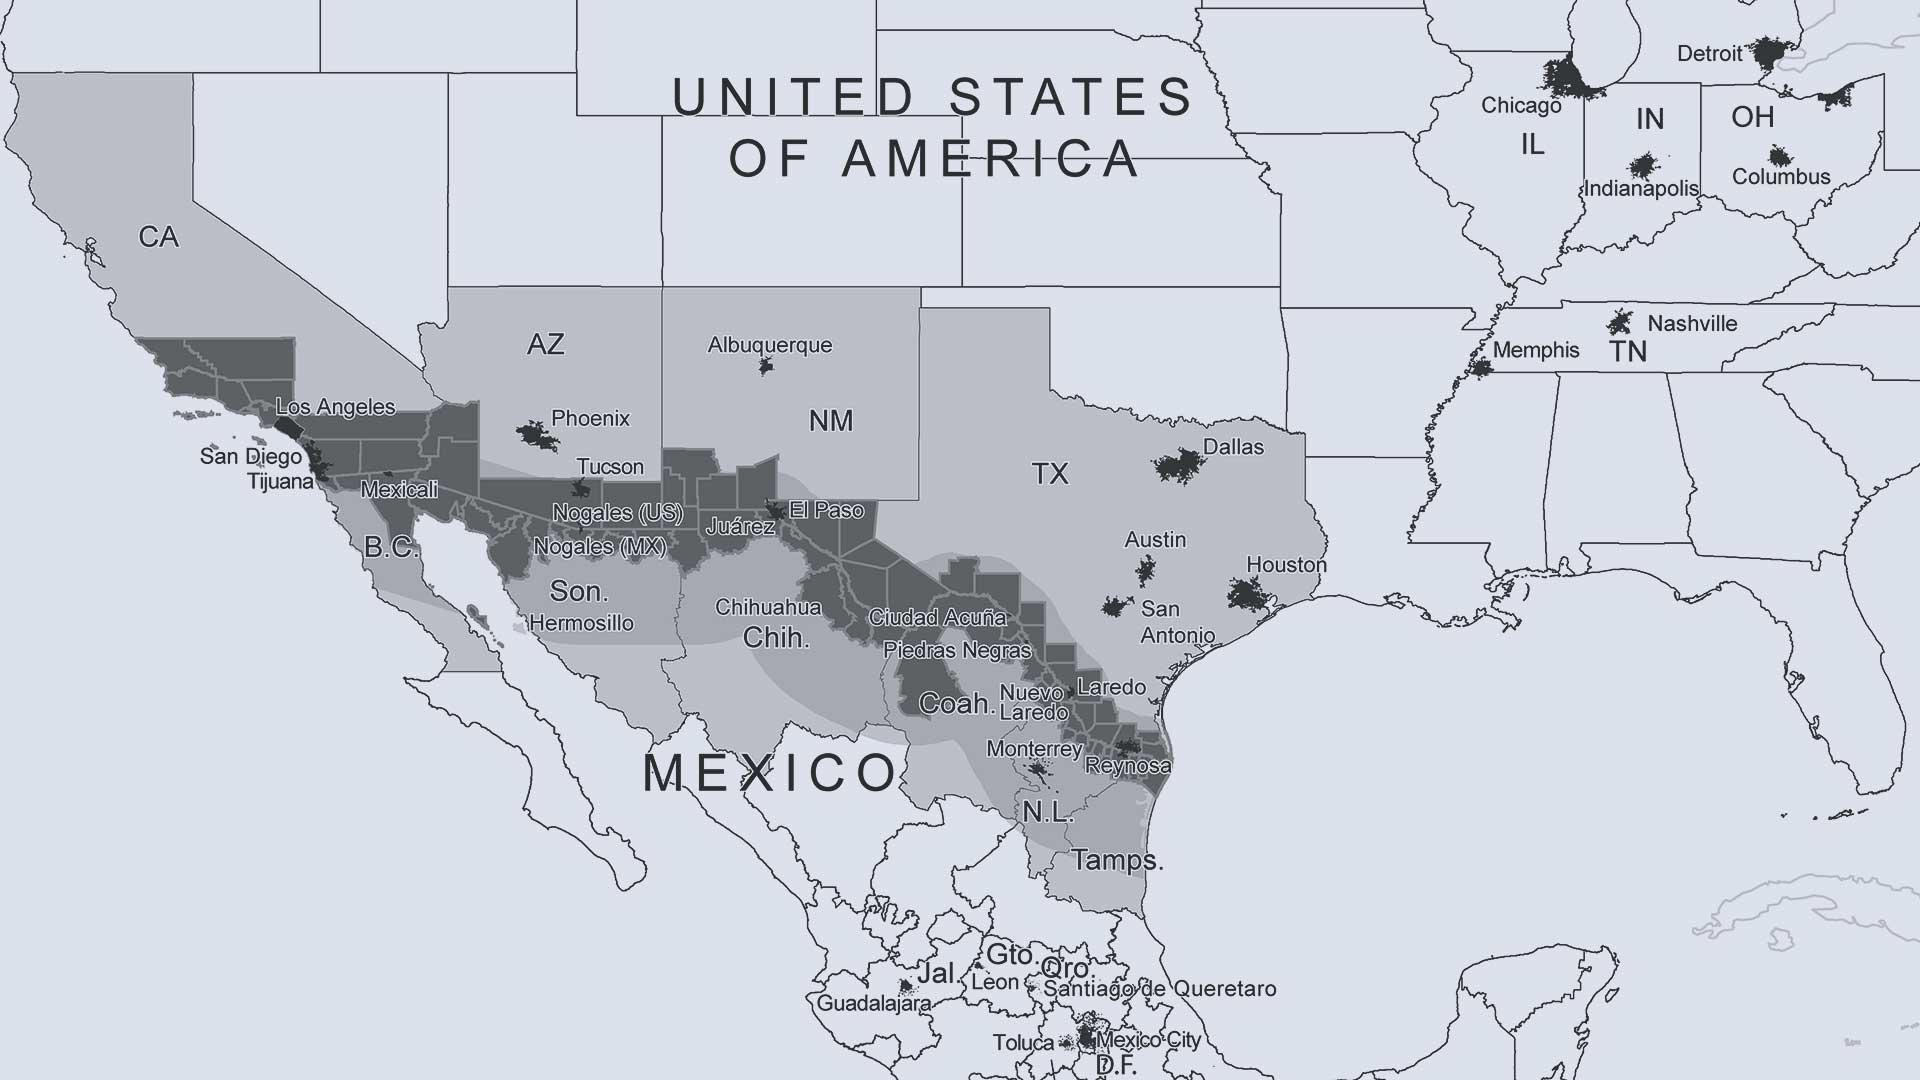 UNITED STATES
OF AMERICA
Detroit
Chicago
IL
IN
OH
Indianapolis
Columbus
CA
AZ
Albuquerque
NM
Nashville
Memphis
TN
Los Angeles
Phoenix
San Diego
Tijuana
Mexicali
Tucson
Nogales (US)
Nogales (MX)
Juárez
El Paso
TX
Dallas
Austin
Houston
San
Antonio
B.C.
Son.
Hermosillo
Chihuahua
Chih.
Ciudad Acuña
Piedras Negras
Coah.
Nuevo
Laredo
Laredo
Monterrey
Reynosa
MEXICO
N.L.
Tamps.
Gto.
Qro.
Jal.
Leon
Santiago de Queretaro
Guadalajara
Toluca
Mexico City
D.F.